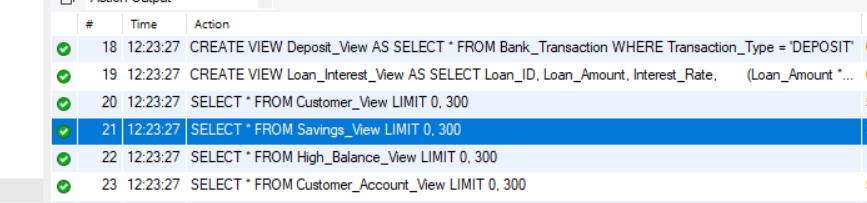 Action Output
# Time Action
18 12:23:27 CREATE VIEW Deposit_View AS SELECT * FROM Bank_Transaction WHERE Transaction_Type = 'DEPOSIT'
19 12:23:27 CREATE VIEW Loan_Interest_View AS SELECT Loan_ID, Loan_Amount, Interest_Rate, (Loan_Amount *...
20 12:23:27 SELECT * FROM Customer_View LIMIT 0, 300
21 12:23:27 SELECT * FROM Savings_View LIMIT 0, 300
22 12:23:27 SELECT * FROM High_Balance_View LIMIT 0, 300
23 12:23:27 SELECT * FROM Customer_Account_View LIMIT 0, 300